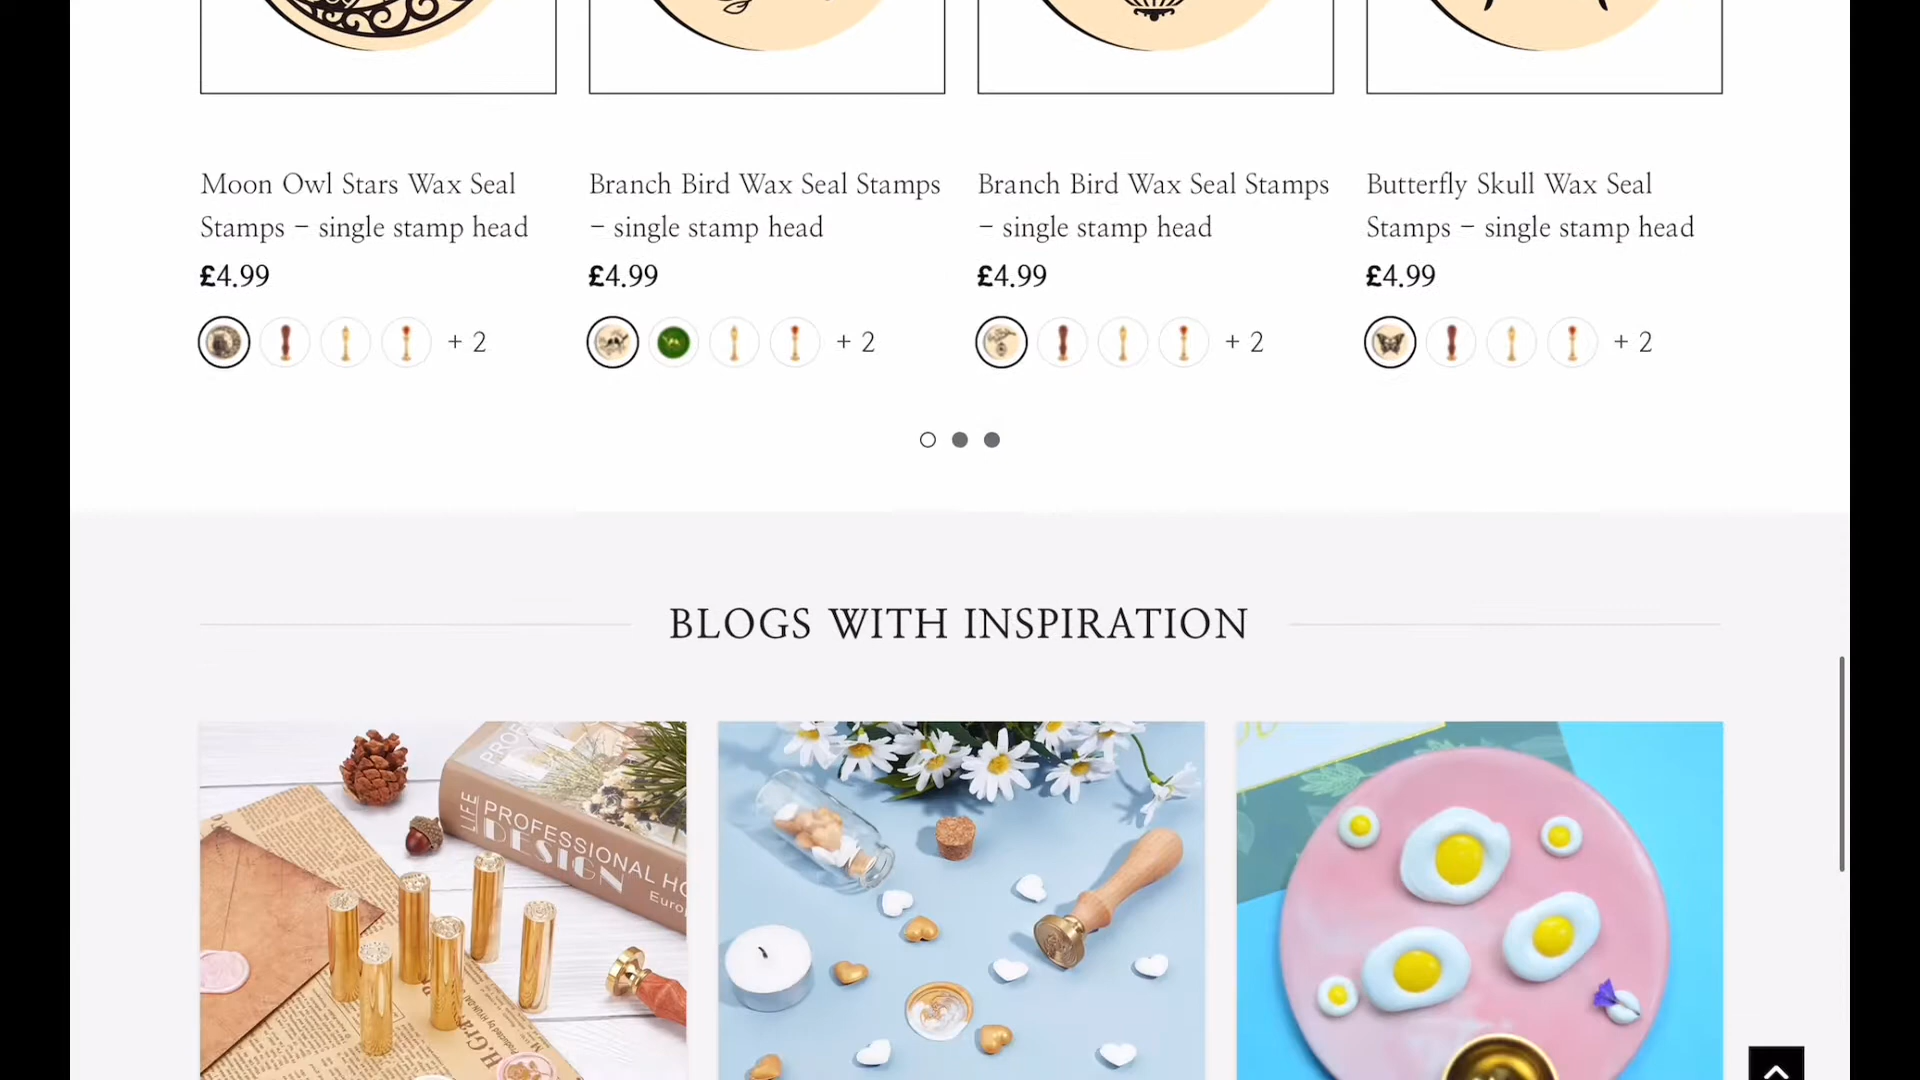 Moon Owl Stars Wax Seal
Stamps – single stamp head
£4.99
+ 2
Branch Bird Wax Seal Stamps
– single stamp head
£4.99
+ 2
Branch Bird Wax Seal Stamps
– single stamp head
£4.99
+ 2
Butterfly Skull Wax Seal
Stamps – single stamp head
£4.99
+ 2
BLOGS WITH INSPIRATION
LIFE
PROFESSIONAL
DESIGN